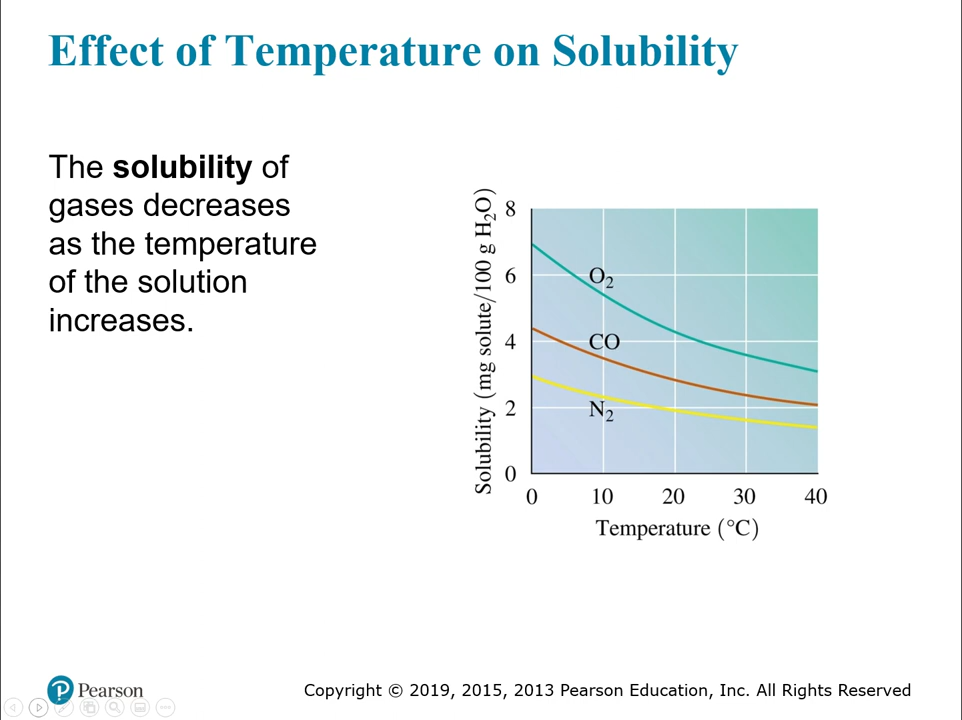 Effect of Temperature on Solubility
The solubility of
gases decreases
as the temperature
of the solution
increases.
Solubility (mg solute/100 g H₂O)
8
6
4
2
0
O₂
CO
N₂
0 10 20 30 40
Temperature (°C)
Pearson
Copyright © 2019, 2015, 2013 Pearson Education, Inc. All Rights Reserved